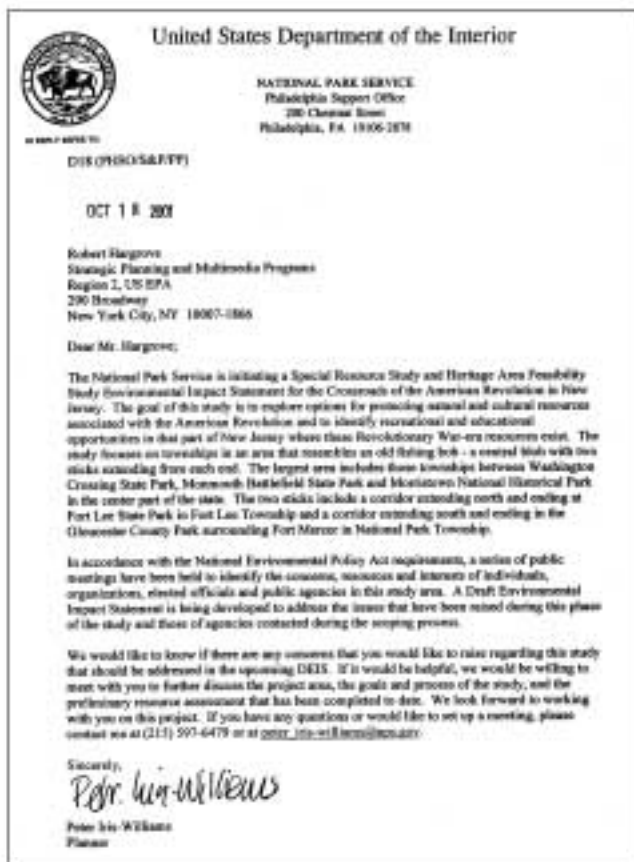 United States Department of the Interior
NATIONAL PARK SERVICE
Philadelphia Support Office
200 Chestnut Street
Philadelphia, PA 19106-2878
IN REPLY REFER TO
D18 (PHSO/S&P/PP)
OCT 18 2001
Robert Hargrove
Strategic Planning and Multimedia Programs
Region 2, US EPA
290 Broadway
New York City, NY 10007-1866
Dear Mr. Hargrove;
The National Park Service is initiating a Special Resource Study and Heritage Area Feasibility
Study Environmental Impact Statement for the Crossroads of the American Revolution in New
Jersey. The goal of this study is to explore options for protecting natural and cultural resources
associated with the American Revolution and to identify recreational and educational
opportunities in that part of New Jersey where those Revolutionary War-era resources exist. The
study focuses on townships in an area that resembles an old fishing bob - a central blob with two
sticks extending from each end. The largest area includes those townships between Washington
Crossing State Park, Monmouth Battlefield State Park and Morristown National Historical Park
in the center part of the state. The two sticks include a corridor extending north and ending at
Fort Lee State Park in Fort Lee Township and a corridor extending south and ending in the
Gloucester County Park surrounding Fort Mercer in National Park Township.
In accordance with the National Environmental Policy Act requirements, a series of public
meetings have been held to identify the concerns, resources and interests of individuals,
organizations, elected officials and public agencies in this study area. A Draft Environmental
Impact Statement is being developed to address the issues that have been raised during this phase
of the study and those of agencies contacted during the scoping process.
We would like to know if there are any concerns that you would like to raise regarding this study
that should be addressed in the upcoming DEIS. If it would be helpful, we would be willing to
meet with you to further discuss the project area, the goals and process of the study, and the
preliminary resource assessment that has been completed to date. We look forward to working
with you on this project. If you have any questions or would like to set up a meeting, please
contact me at (215) 597-6479 or at peter_iris-williams@nps.gov.
Sincerely,
Peter Iris-Williams
Peter Iris-Williams
Planner